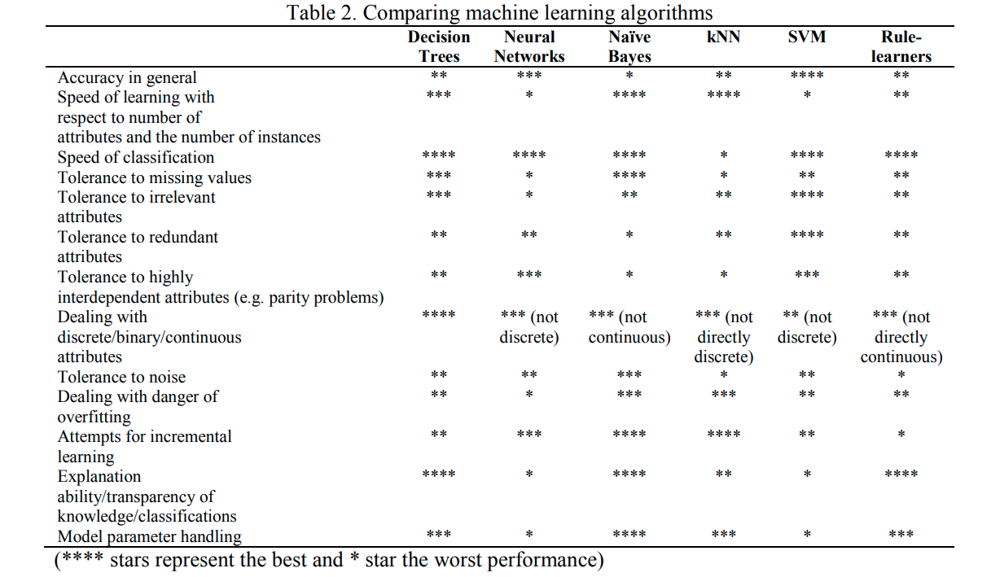 Table 2. Comparing machine learning algorithms
Decision Neural Naïve kNN SVM Rule-
Trees Networks Bayes learners
Accuracy in general ** *** * ** **** **
Speed of learning with *** * **** **** * **
respect to number of
attributes and the number of instances
Speed of classification **** **** **** * **** ****
Tolerance to missing values *** * **** * ** **
Tolerance to irrelevant *** * ** ** **** **
attributes
Tolerance to redundant ** ** * ** **** **
attributes
Tolerance to highly ** *** * * *** **
interdependent attributes (e.g. parity problems)
Dealing with **** *** (not *** (not *** (not ** (not *** (not
discrete/binary/continuous discrete) continuous) directly discrete) directly
attributes discrete) continuous)
Tolerance to noise ** ** *** * ** *
Dealing with danger of ** * *** *** ** **
overfitting
Attempts for incremental ** *** **** **** ** *
learning
Explanation **** * **** ** * ****
ability/transparency of
knowledge/classifications
Model parameter handling *** * **** *** * ***
(**** stars represent the best and * star the worst performance)